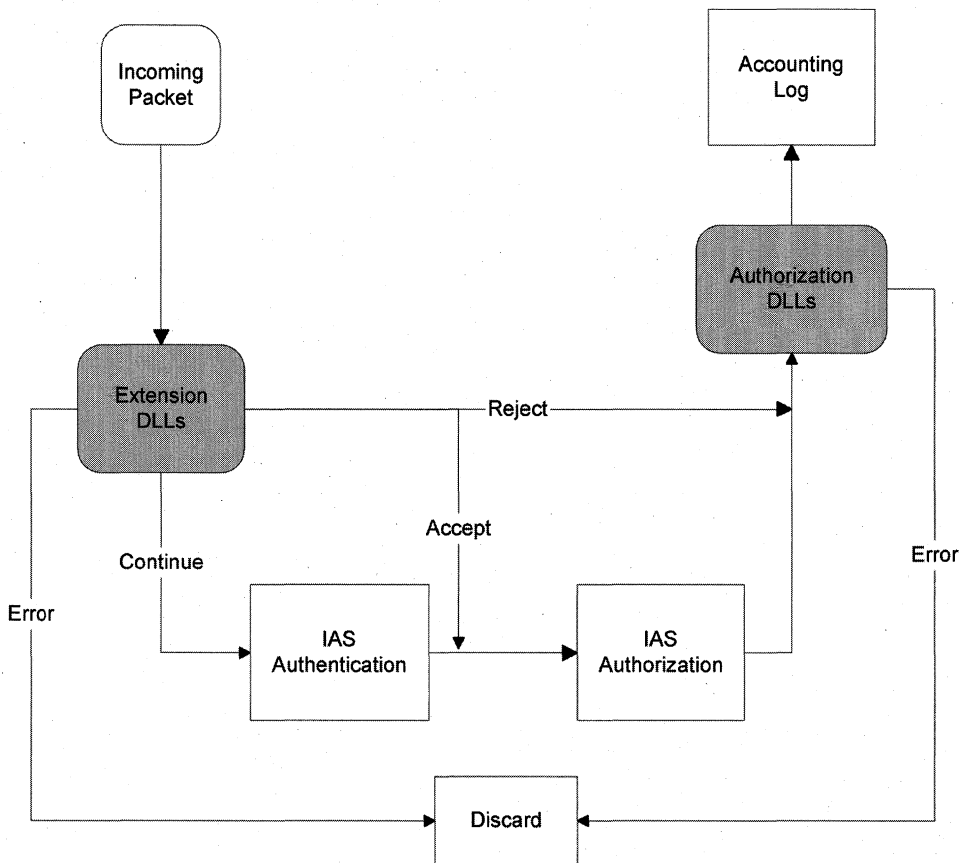 Incoming
Packet
Accounting
Log
Authorization
DLLs
Extension
DLLs
Reject
Accept
Continue
Error
Error
IAS
Authentication
IAS
Authorization
Discard